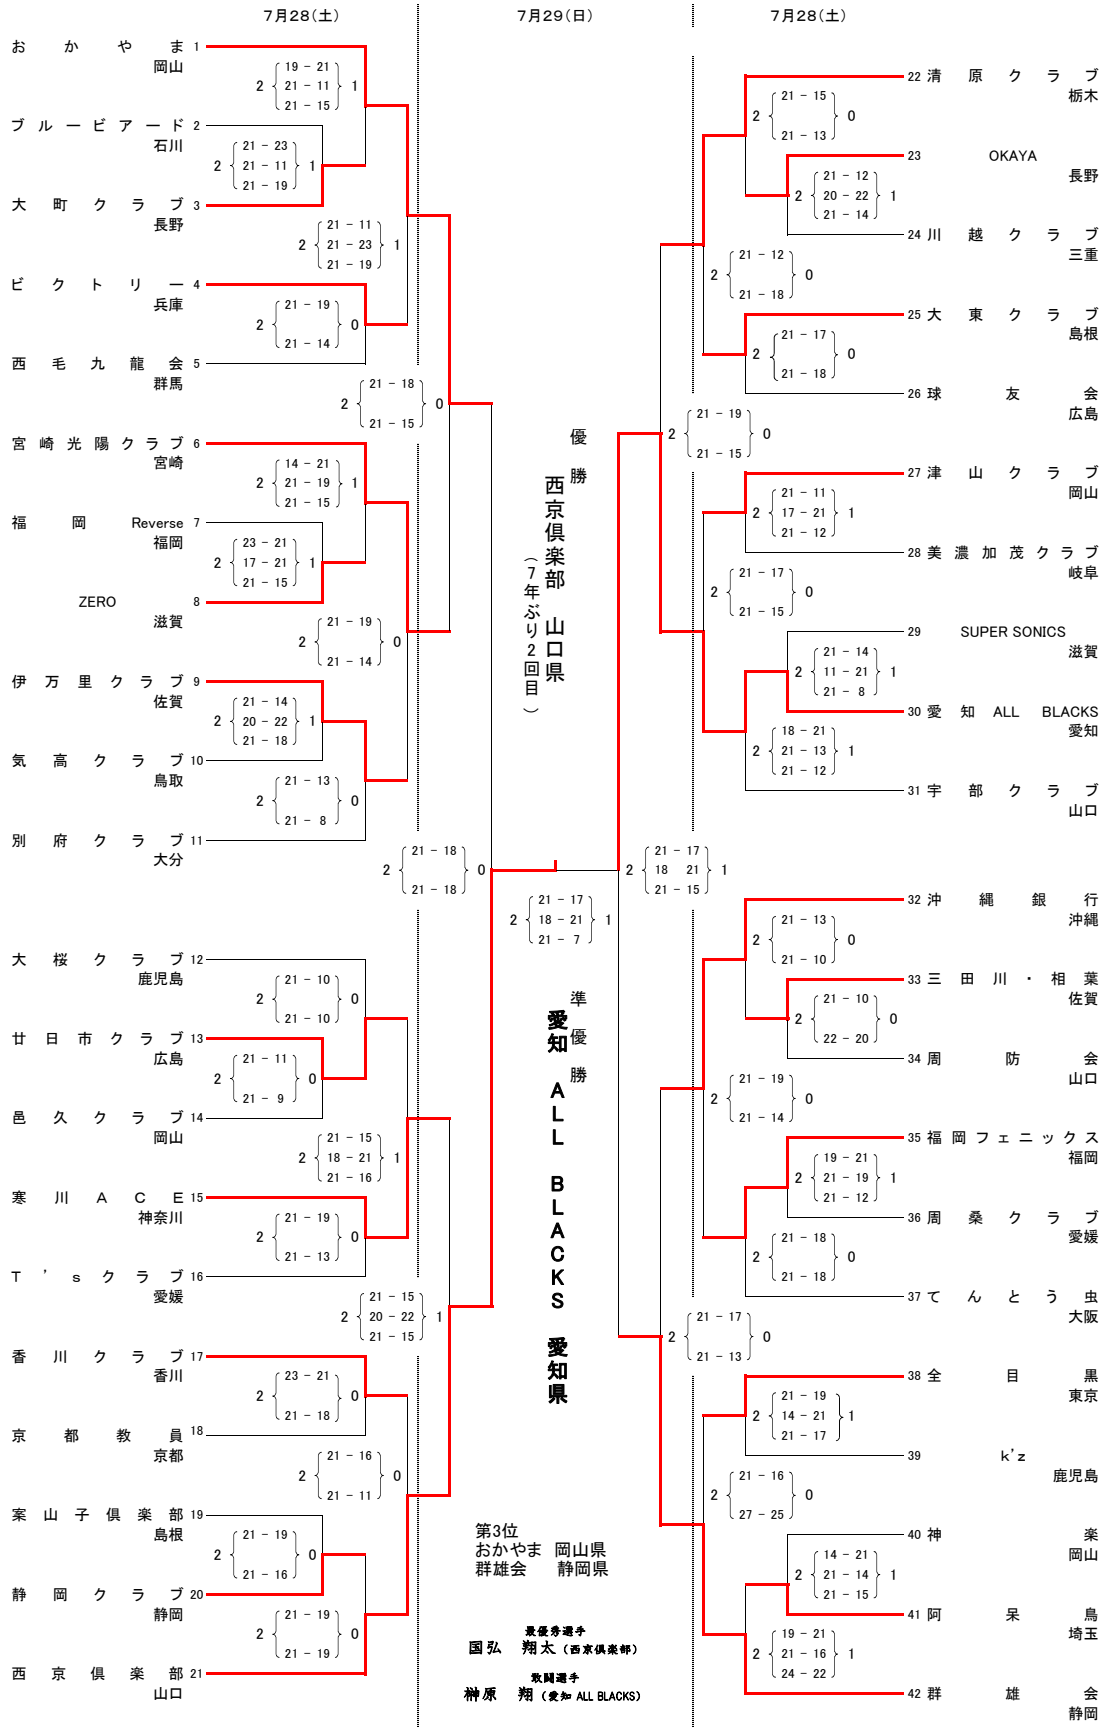 7月28(土)
7月29(日)
7月28(土)
おかやま 1
岡山
2 19 - 21 1
21 - 11
21 - 15
ブルービアード 2
石川
2 21 - 23 1
21 - 11
21 - 19
大町クラブ 3
長野
2 21 - 11 1
21 - 23
21 - 19
ビクトリー 4
兵庫
2 21 - 19 0
21 - 14
西毛九龍会 5
群馬
2 21 - 18 0
21 - 15
宮崎光陽クラブ 6
宮崎
2 14 - 21 1
21 - 19
21 - 15
福岡 Reverse 7
福岡
2 23 - 21 1
17 - 21
21 - 15
ZERO 8
滋賀
2 21 - 19 0
21 - 14
伊万里クラブ 9
佐賀
2 21 - 14 1
20 - 22
21 - 18
気高クラブ 10
鳥取
2 21 - 13 0
21 - 8
別府クラブ 11
大分
2 21 - 18 0
21 - 18
大桜クラブ 12
鹿児島
2 21 - 10 0
21 - 10
廿日市クラブ 13
広島
2 21 - 11 0
21 - 9
邑久クラブ 14
岡山
2 21 - 15 1
18 - 21
21 - 16
寒川ACE 15
神奈川
2 21 - 19 0
21 - 13
T'sクラブ 16
愛媛
2 21 - 15 1
20 - 22
21 - 15
香川クラブ 17
香川
2 23 - 21 0
21 - 18
京都教員 18
京都
2 21 - 16 0
21 - 11
案山子倶楽部 19
島根
2 21 - 19 0
21 - 16
静岡クラブ 20
静岡
2 21 - 19 0
21 - 19
西京倶楽部 21
山口
優勝
西京倶楽部 山口県
(7年ぶり2回目)
2 21 - 17 1
18 - 21
21 - 7
準優勝
愛知 ALL BLACKS 愛知県
第3位
おかやま 岡山県
群雄会 静岡県
最優秀選手
国弘 翔太 (西京倶楽部)
敢闘選手
榊原 翔 (愛知 ALL BLACKS)
22 清原クラブ
栃木
2 21 - 15 0
21 - 13
23 OKAYA
長野
2 21 - 12 1
20 - 22
21 - 14
24 川越クラブ
三重
2 21 - 12 0
21 - 18
25 大東クラブ
島根
2 21 - 17 0
21 - 18
26 球友会
広島
2 21 - 19 0
21 - 15
27 津山クラブ
岡山
2 21 - 11 1
17 - 21
21 - 12
28 美濃加茂クラブ
岐阜
2 21 - 17 0
21 - 15
29 SUPER SONICS
滋賀
2 21 - 14 1
11 - 21
21 - 8
30 愛知 ALL BLACKS
愛知
2 18 - 21 1
21 - 13
21 - 12
31 宇部クラブ
山口
2 21 - 17 1
18 21
21 - 15
32 沖縄銀行
沖縄
2 21 - 13 0
21 - 10
33 三田川・相葉
佐賀
2 21 - 10 0
22 - 20
34 周防会
山口
2 21 - 19 0
21 - 14
35 福岡フェニックス
福岡
2 19 - 21 1
21 - 19
21 - 12
36 周桑クラブ
愛媛
2 21 - 18 0
21 - 18
37 てんとう虫
大阪
2 21 - 17 0
21 - 13
38 全目黒
東京
2 21 - 19 1
14 - 21
21 - 17
39 k'z
鹿児島
2 21 - 16 0
27 - 25
40 神楽
岡山
2 14 - 21 1
21 - 14
21 - 15
41 阿呆鳥
埼玉
2 19 - 21 1
21 - 16
24 - 22
42 群雄会
静岡